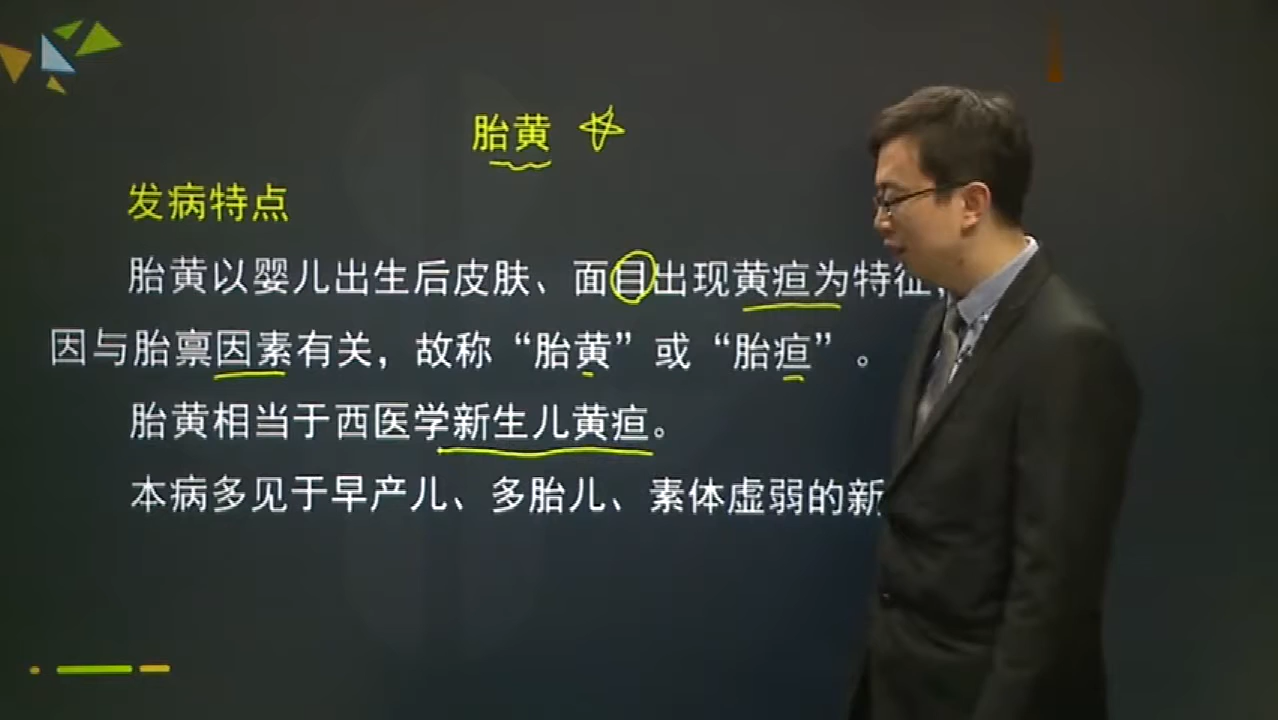 胎黄
发病特点
胎黄以婴儿出生后皮肤、面目出现黄疸为特征,
因与胎禀因素有关，故称“胎黄”或“胎疸”。
胎黄相当于西医学新生儿黄疸。
本病多见于早产儿、多胎儿、素体虚弱的新